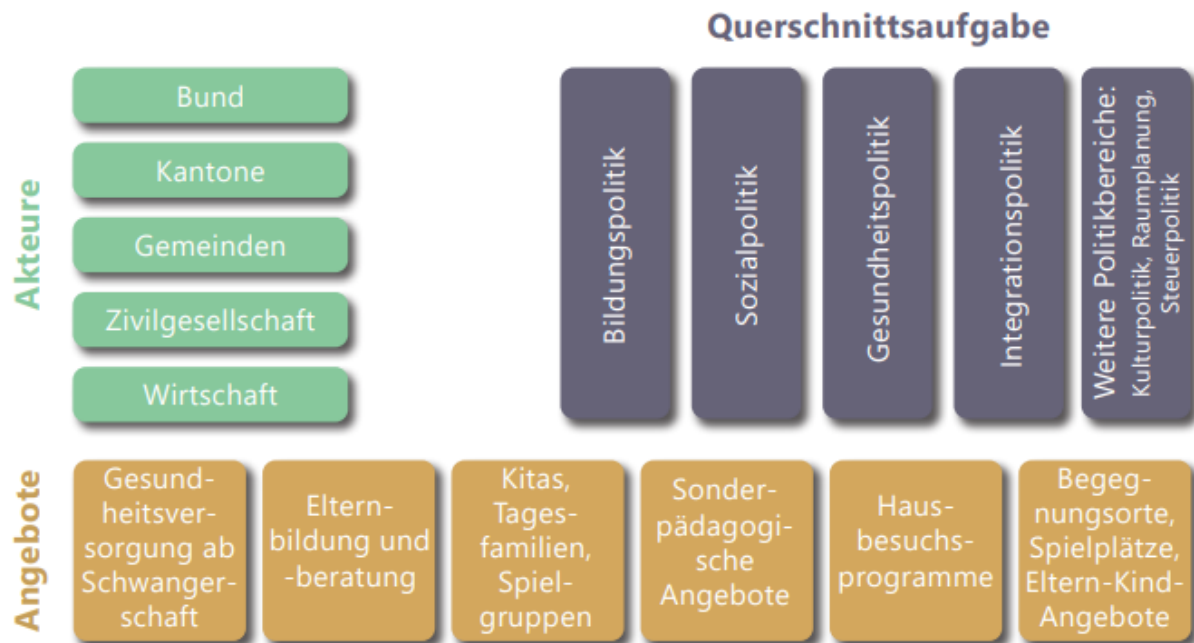 Querschnittsaufgabe
Akteure
Bund
Kantone
Gemeinden
Zivilgesellschaft
Wirtschaft
Bildungspolitik
Sozialpolitik
Gesundheitspolitik
Integrationspolitik
Weitere Politikbereiche:
Kulturpolitik, Raumplanung,
Steuerpolitik
Angebote
Gesund-
heitsver-
sorgung ab
Schwanger-
schaft
Eltern-
bildung und
-beratung
Kitas,
Tages-
familien,
Spiel-
gruppen
Sonder-
pädagogi-
sche
Angebote
Haus-
besuchs-
programme
Begeg-
nungsorte,
Spielplätze,
Eltern-Kind-
Angebote